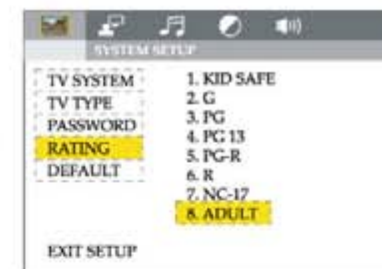 SYSTEM SETUP
TV SYSTEM
TV TYPE
PASSWORD
RATING
DEFAULT
EXIT SETUP
1. KID SAFE
2. G
3. PG
4. PG 13
5. PG-R
6. R
7. NC-17
8. ADULT